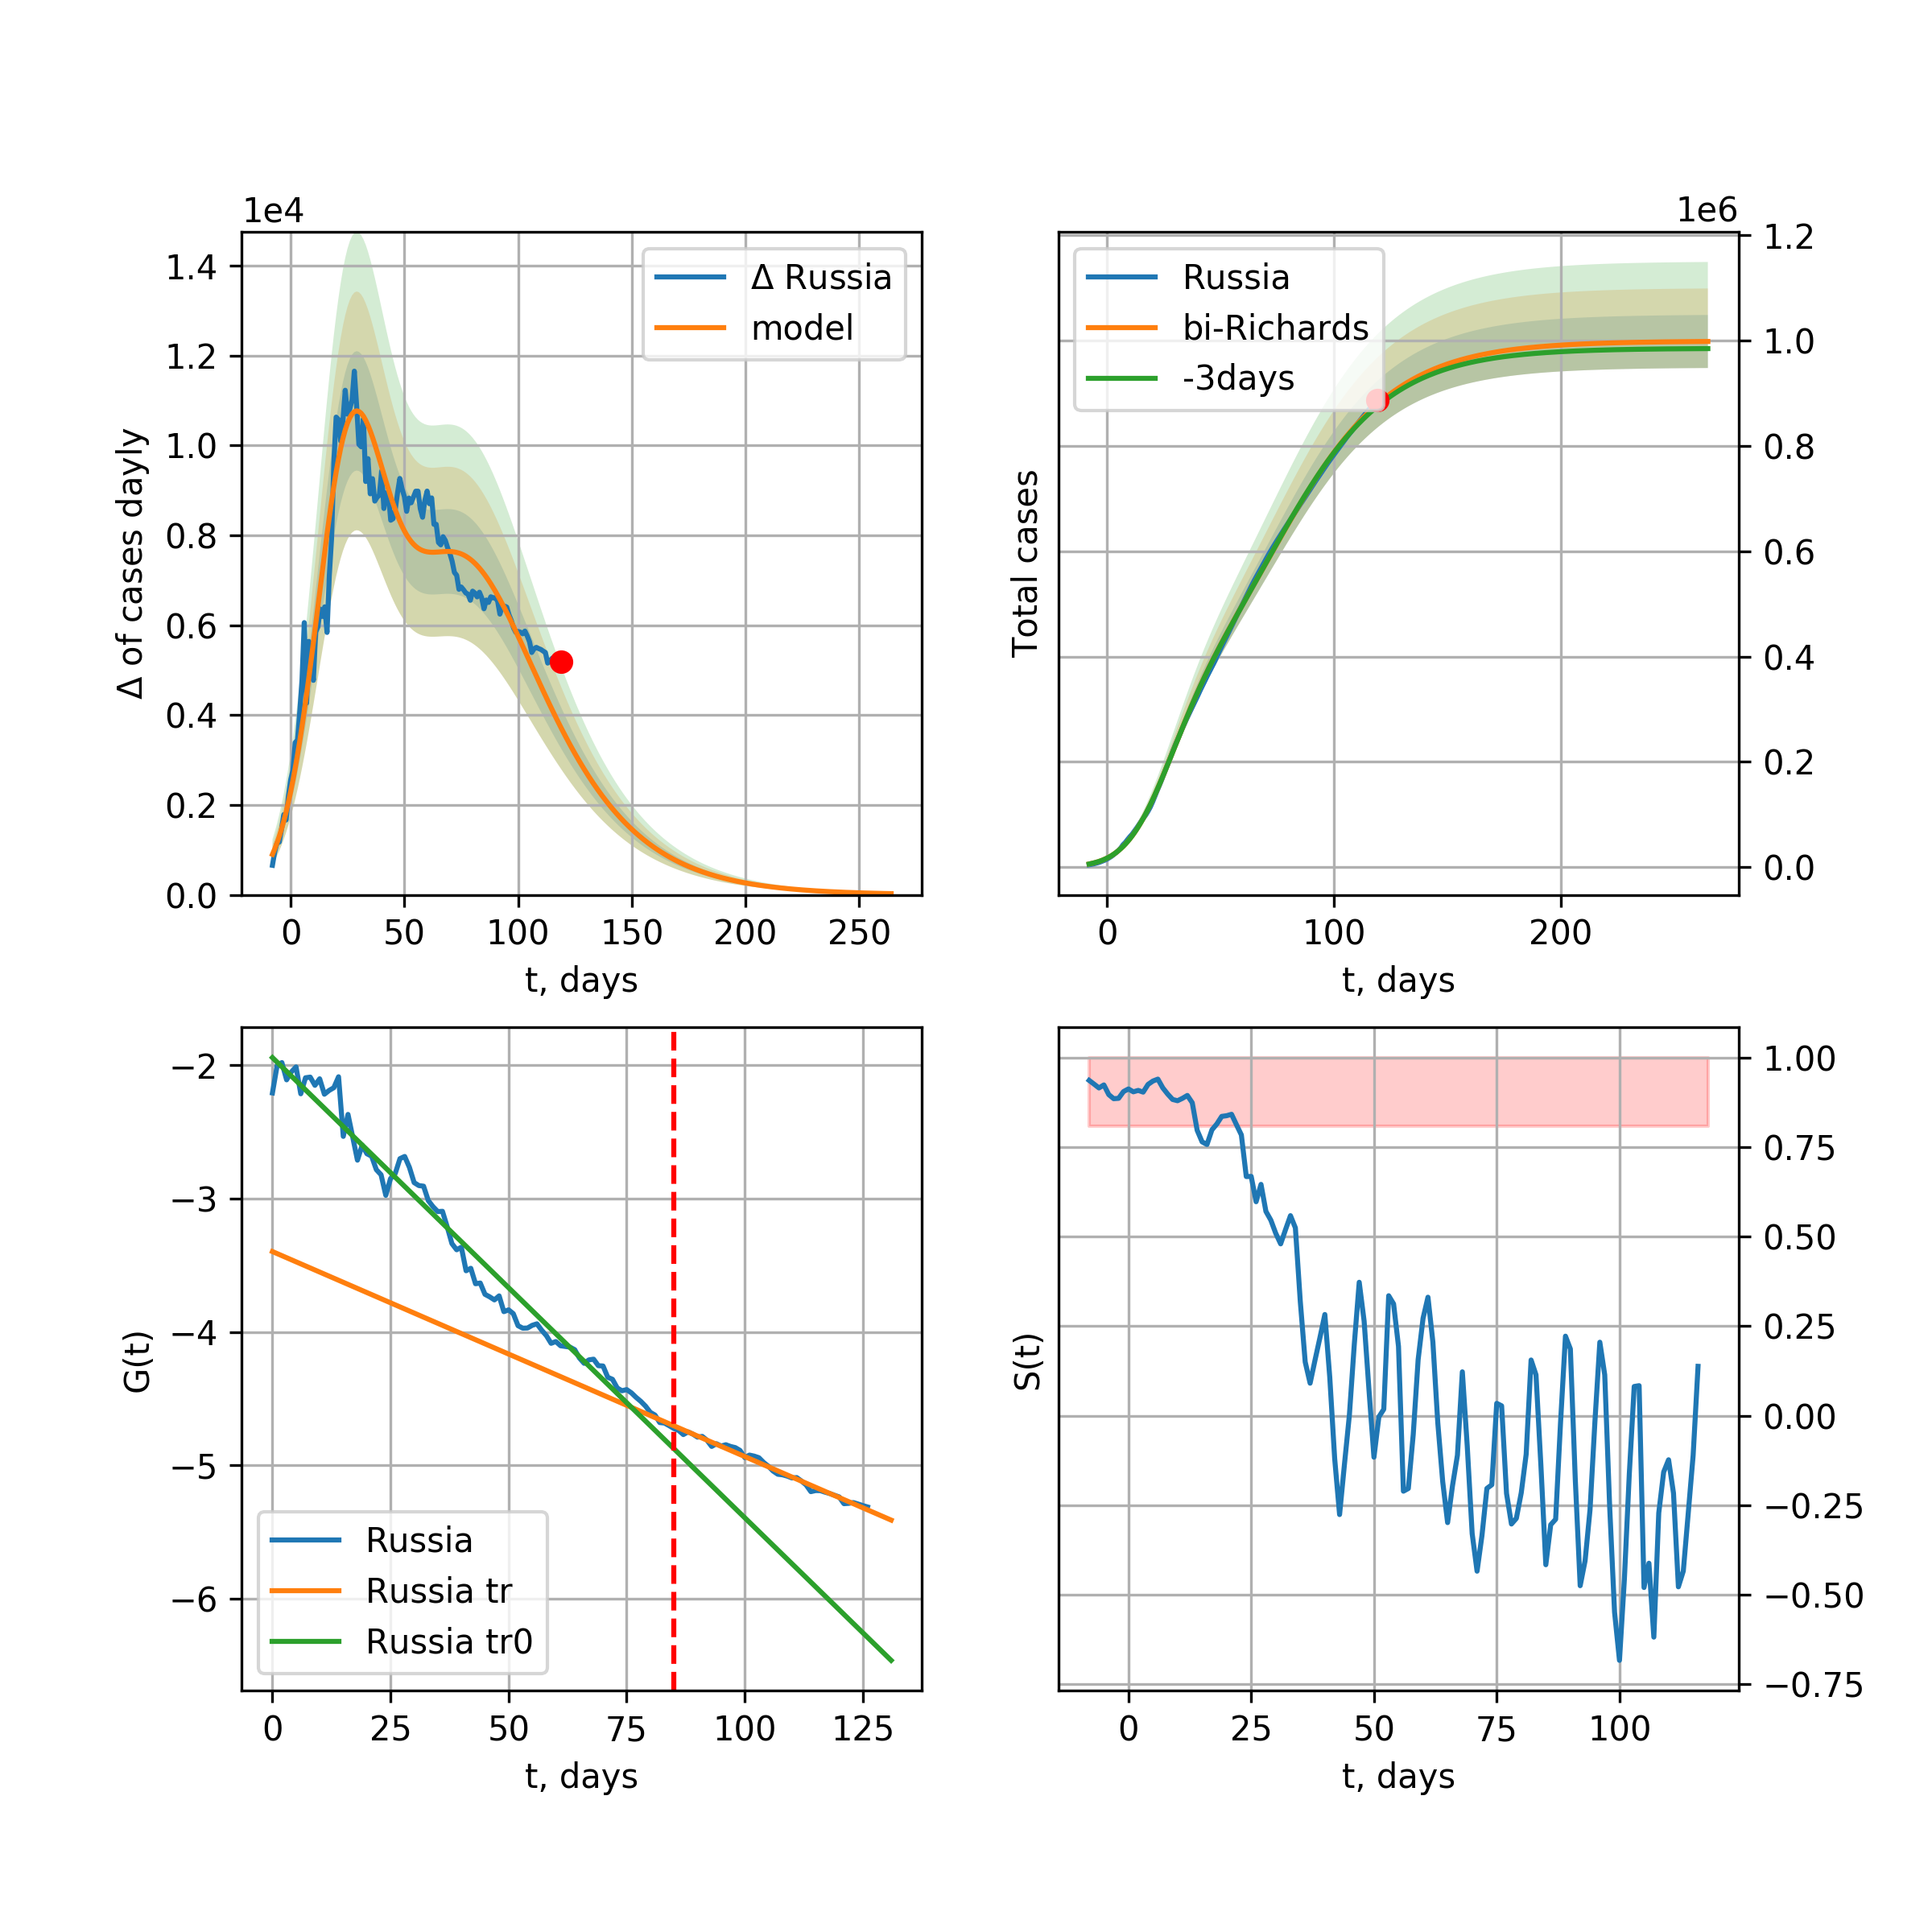 1e4
1.4
1.2
1.0
0.8
0.6
0.4
0.2
0.0
Δ of cases dayly
Δ Russia
model
0 50 100 150 200 250
t, days
1e6
1.2
1.0
0.8
0.6
0.4
0.2
0.0
Total cases
Russia
bi-Richards
-3days
0 100 200
t, days
−2
−3
−4
−5
−6
G(t)
Russia
Russia tr
Russia tr0
0 25 50 75 100 125
t, days
1.00
0.75
0.50
0.25
0.00
−0.25
−0.50
−0.75
S(t)
0 25 50 75 100
t, days